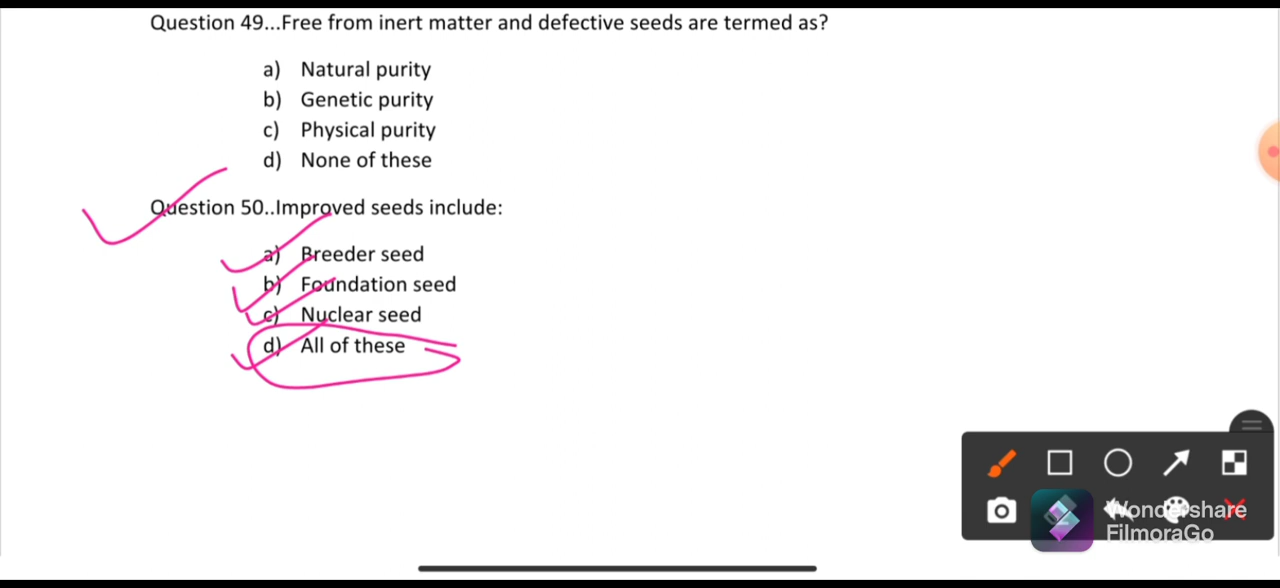 Question 49...Free from inert matter and defective seeds are termed as?
a) Natural purity
b) Genetic purity
c) Physical purity
d) None of these
Question 50..Improved seeds include:
a) Breeder seed
b) Foundation seed
c) Nuclear seed
d) All of these
Wondershare
FilmoraGo